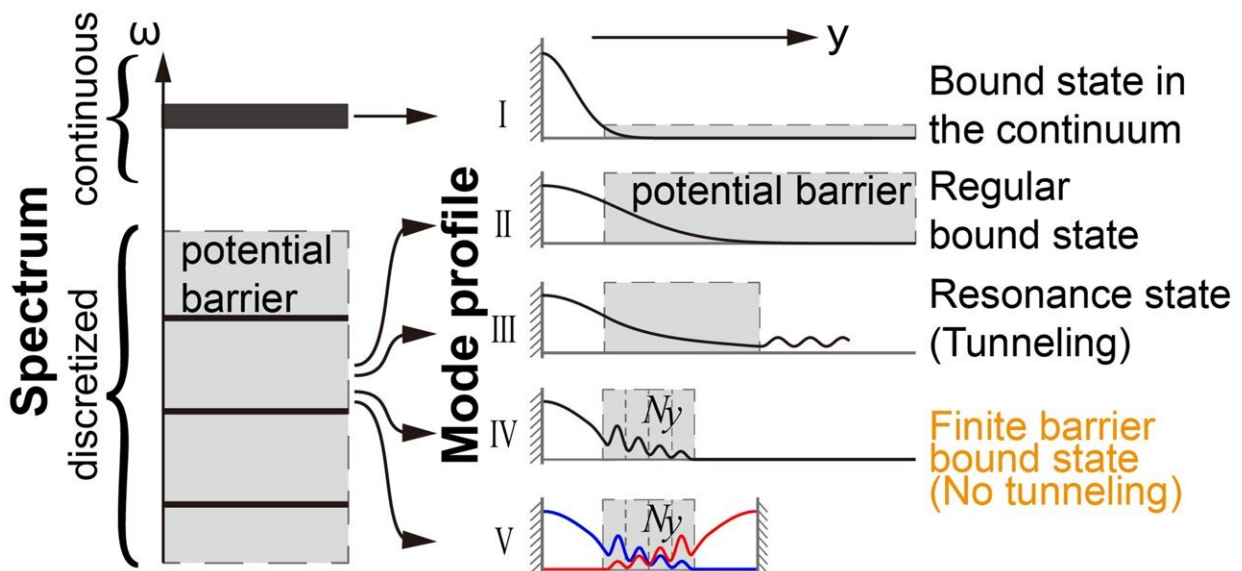 ω
y
Spectrum
continuous
discretized
potential
barrier
Mode profile
I
Bound state in
the continuum
II
potential barrier
Regular
bound state
III
Resonance state
(Tunneling)
IV
Ny
Finite barrier
bound state
(No tunneling)
V
Ny